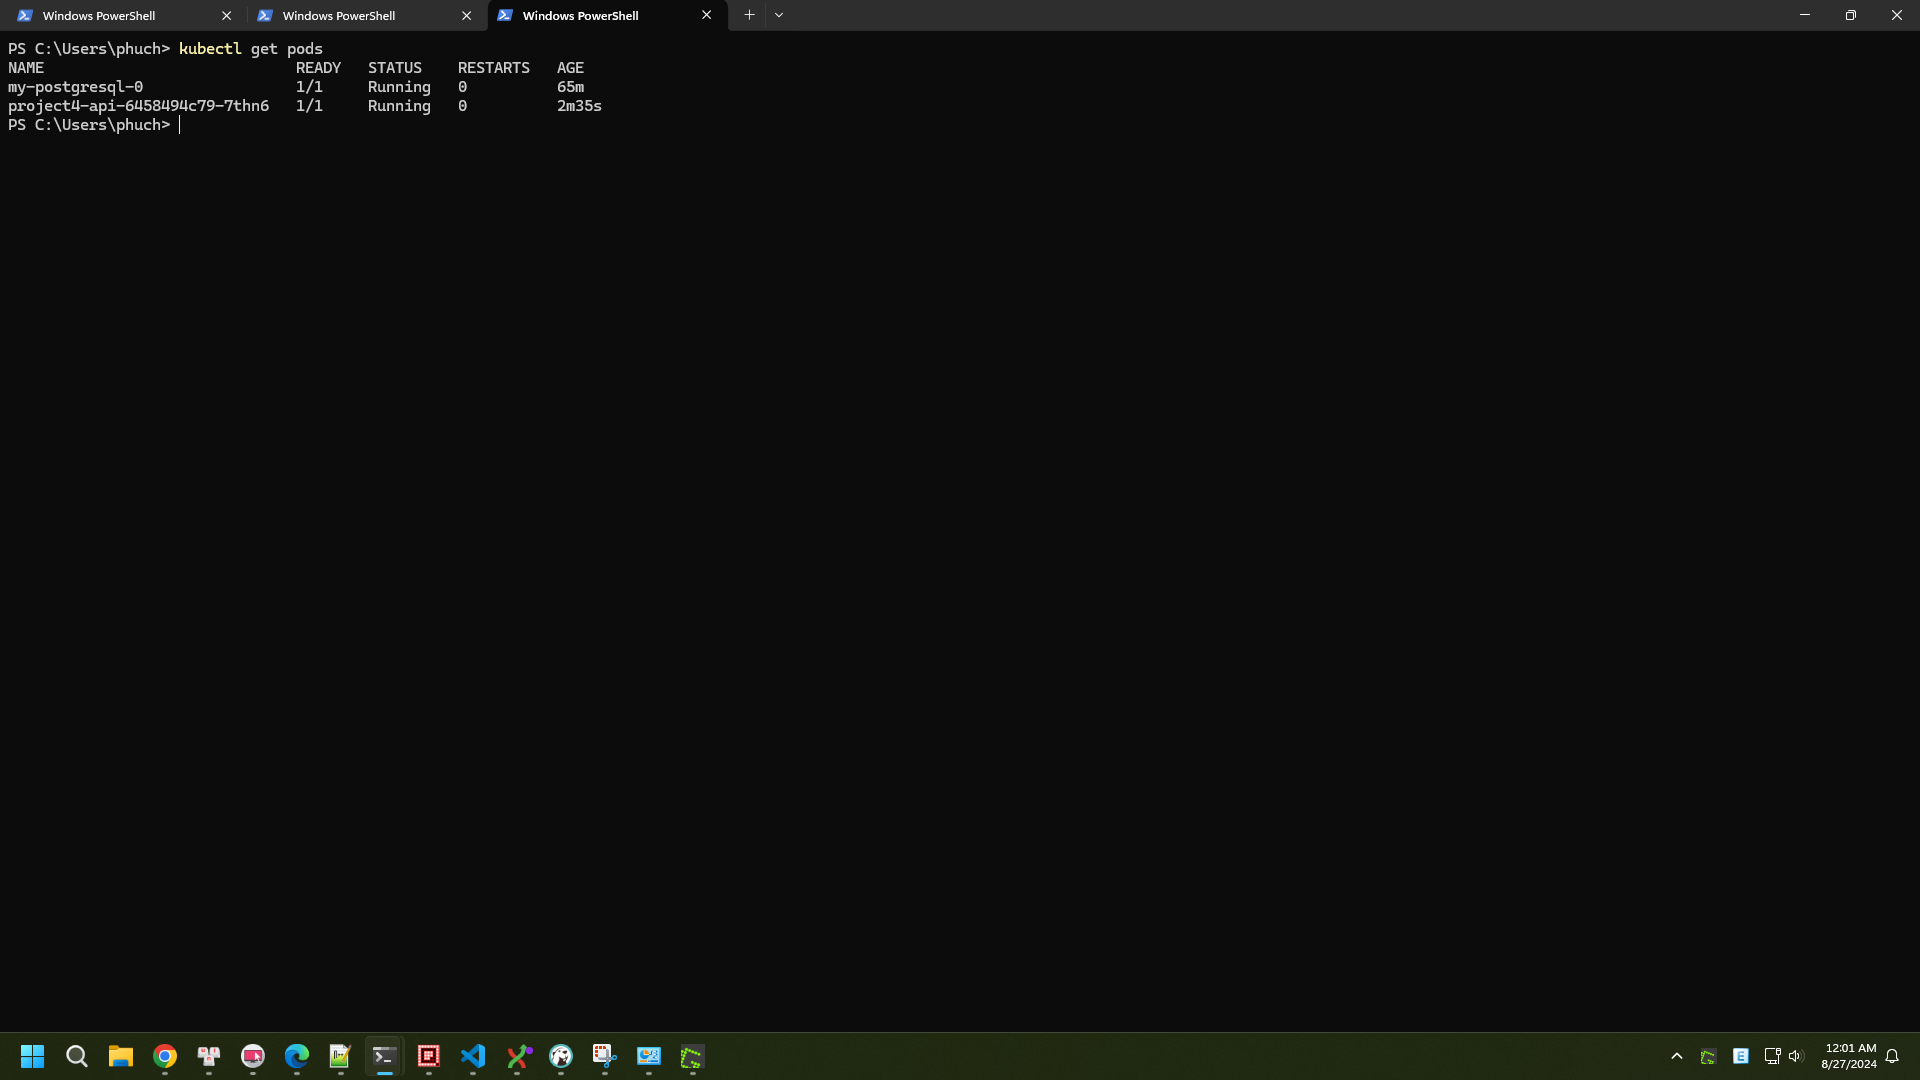 Windows PowerShell
Windows PowerShell
Windows PowerShell
PS C:\Users\phuch> kubectl get pods
NAME READY STATUS RESTARTS AGE
my-postgresql-0 1/1 Running 0 65m
project4-api-6458494c79-7thn6 1/1 Running 0 2m35s
PS C:\Users\phuch>
12:01 AM
8/27/2024